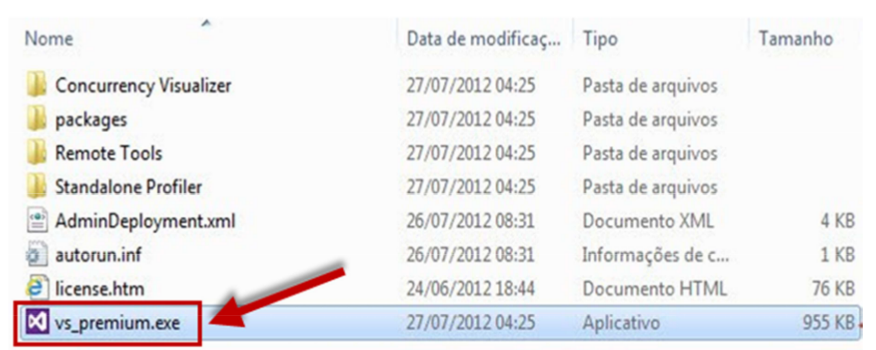 Nome Data de modificaç... Tipo Tamanho
Concurrency Visualizer 27/07/2012 04:25 Pasta de arquivos
packages 27/07/2012 04:25 Pasta de arquivos
Remote Tools 27/07/2012 04:25 Pasta de arquivos
Standalone Profiler 27/07/2012 04:25 Pasta de arquivos
AdminDeployment.xml 26/07/2012 08:31 Documento XML 4 KB
autorun.inf 26/07/2012 08:31 Informações de c... 1 KB
license.htm 24/06/2012 18:44 Documento HTML 76 KB
vs_premium.exe 27/07/2012 04:25 Aplicativo 955 KB